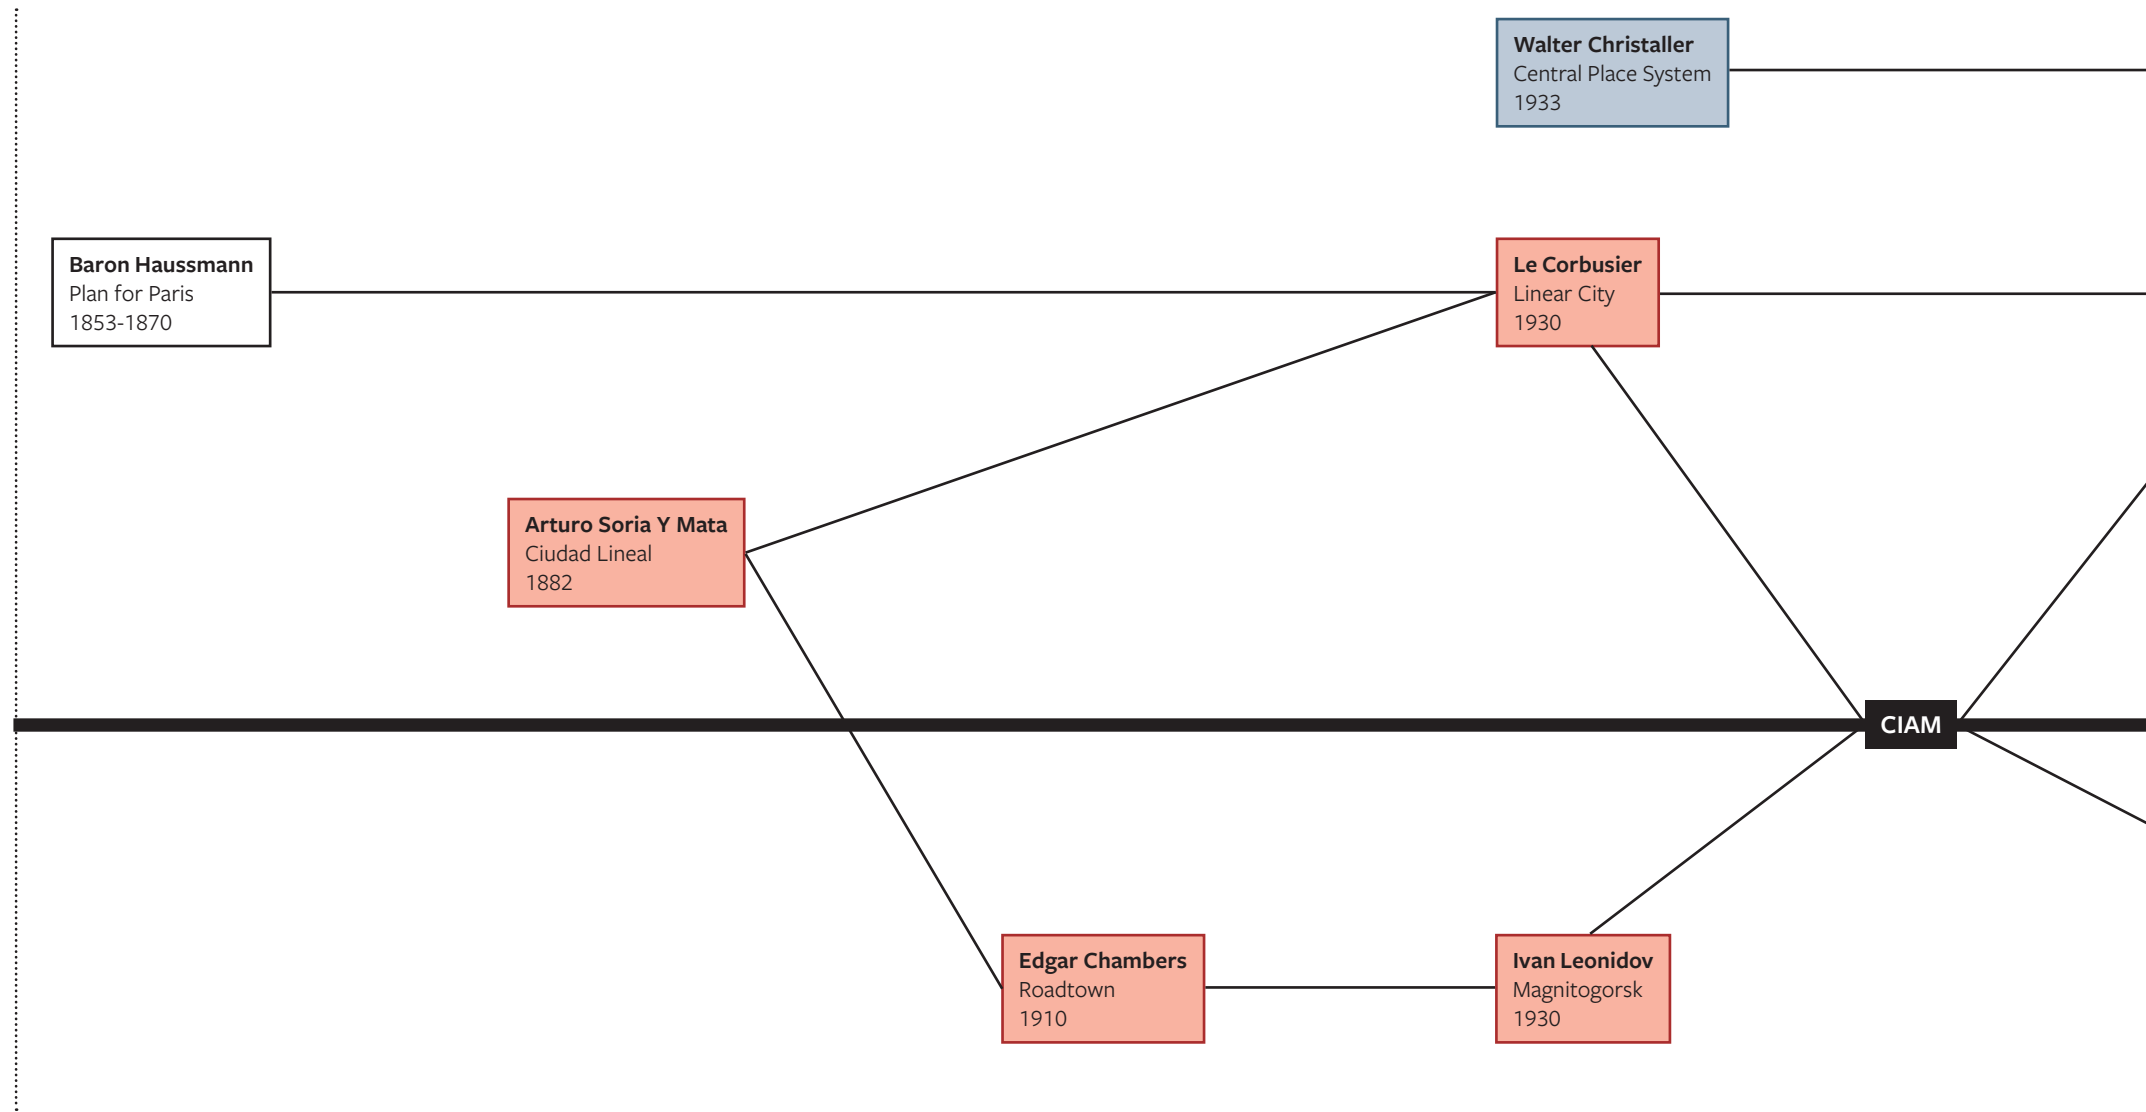 Walter Christaller
Central Place System
1933
Baron Haussmann
Plan for Paris
1853-1870
Le Corbusier
Linear City
1930
Arturo Soria Y Mata
Ciudad Lineal
1882
CIAM
Edgar Chambers
Roadtown
1910
Ivan Leonidov
Magnitogorsk
1930